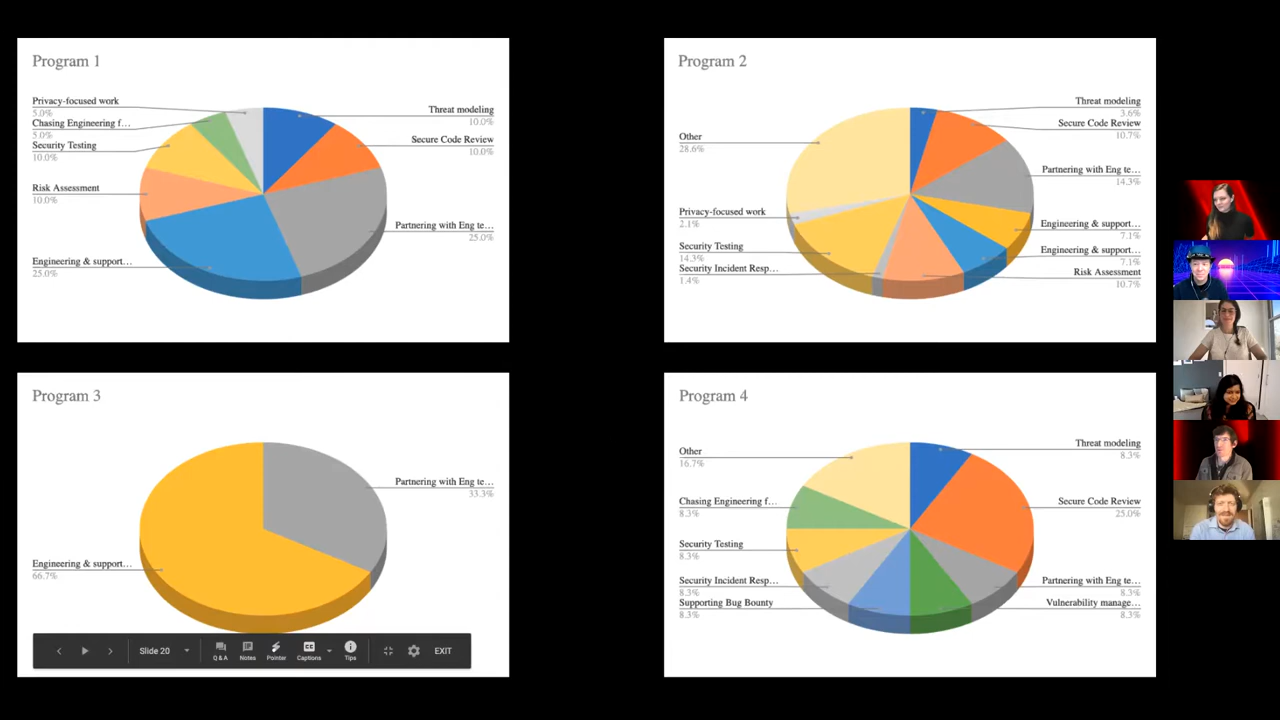 Program 1
Privacy-focused work
5.0%
Chasing Engineering f...
5.0%
Security Testing
10.0%
Risk Assessment
10.0%
Engineering & support...
25.0%
Threat modeling
10.0%
Secure Code Review
10.0%
Partnering with Eng te...
25.0%
Program 2
Other
28.6%
Privacy-focused work
2.1%
Security Testing
14.3%
Security Incident Resp...
1.4%
Threat modeling
3.6%
Secure Code Review
10.7%
Partnering with Eng te...
14.3%
Engineering & support...
7.1%
Engineering & support...
7.1%
Risk Assessment
10.7%
Program 3
Partnering with Eng te...
33.3%
Engineering & support...
66.7%
Slide 20
Q & A
Notes
Pointer
CC
Captions
Tips
EXIT
Program 4
Other
16.7%
Chasing Engineering f...
8.3%
Security Testing
8.3%
Security Incident Resp...
8.3%
Supporting Bug Bounty
8.3%
Threat modeling
8.3%
Secure Code Review
25.0%
Partnering with Eng te...
8.3%
Vulnerability manage...
8.3%